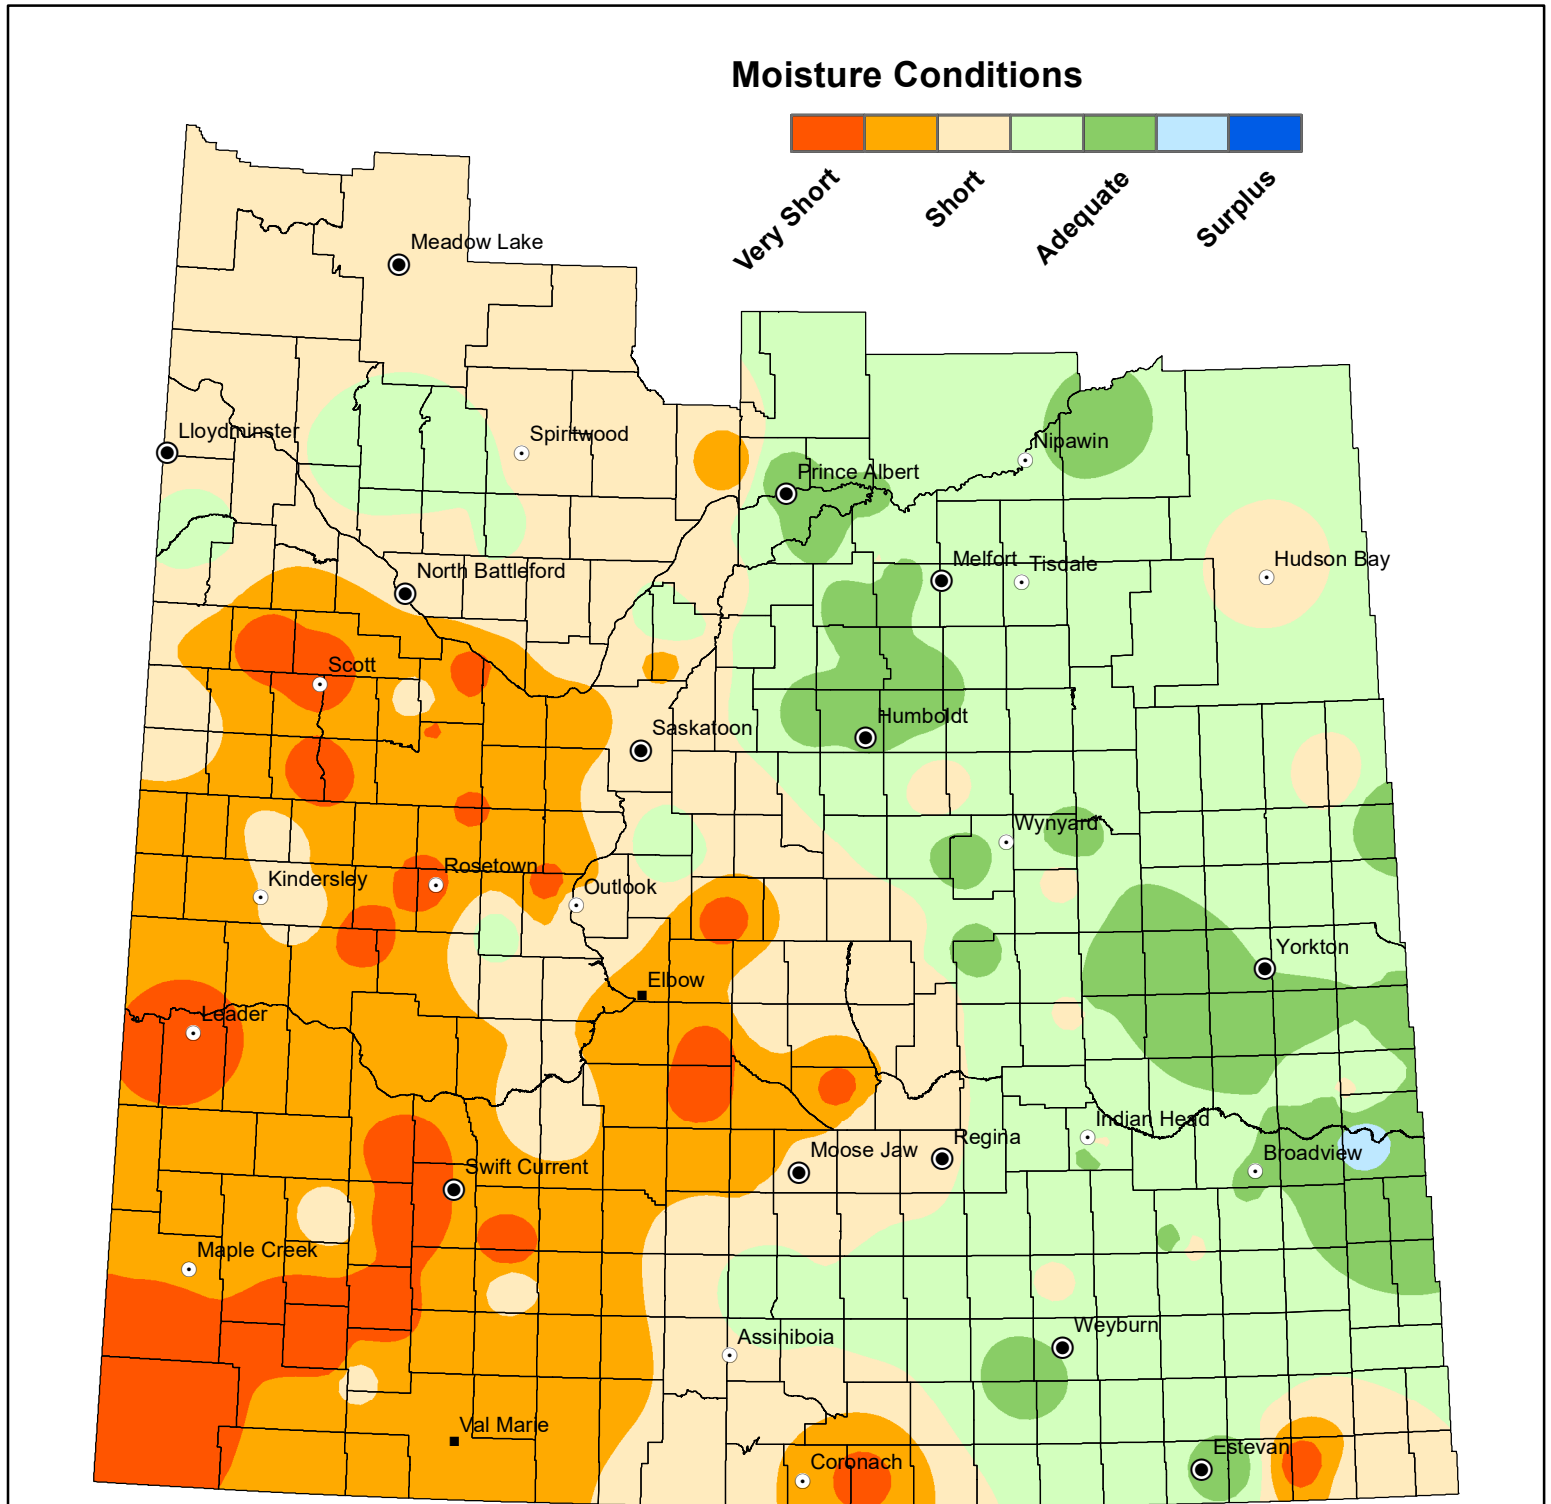 Moisture Conditions
Very Short
Short
Adequate
Surplus
Meadow Lake
Lloydminster
Spiritwood
Nipawin
Prince Albert
North Battleford
Melfort
Tisdale
Hudson Bay
Scott
Saskatoon
Humboldt
Wynyard
Rosetown
Kindersley
Outlook
Yorkton
Elbow
Leader
Indian Head
Regina
Moose Jaw
Broadview
Swift Current
Maple Creek
Weyburn
Assiniboia
Val Marie
Estevan
Coronach